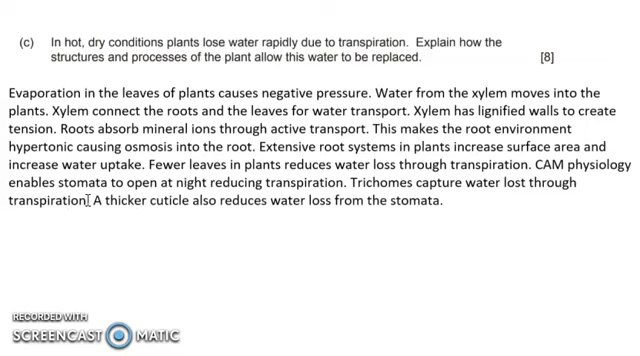 (c) In hot, dry conditions plants lose water rapidly due to transpiration. Explain how the
structures and processes of the plant allow this water to be replaced. [8]
Evaporation in the leaves of plants causes negative pressure. Water from the xylem moves into the
plants. Xylem connect the roots and the leaves for water transport. Xylem has lignified walls to create
tension. Roots absorb mineral ions through active transport. This makes the root environment
hypertonic causing osmosis into the root. Extensive root systems in plants increase surface area and
increase water uptake. Fewer leaves in plants reduces water loss through transpiration. CAM physiology
enables stomata to open at night reducing transpiration. Trichomes capture water lost through
transpiration. A thicker cuticle also reduces water loss from the stomata.
RECORDED WITH
SCREENCAST MATIC